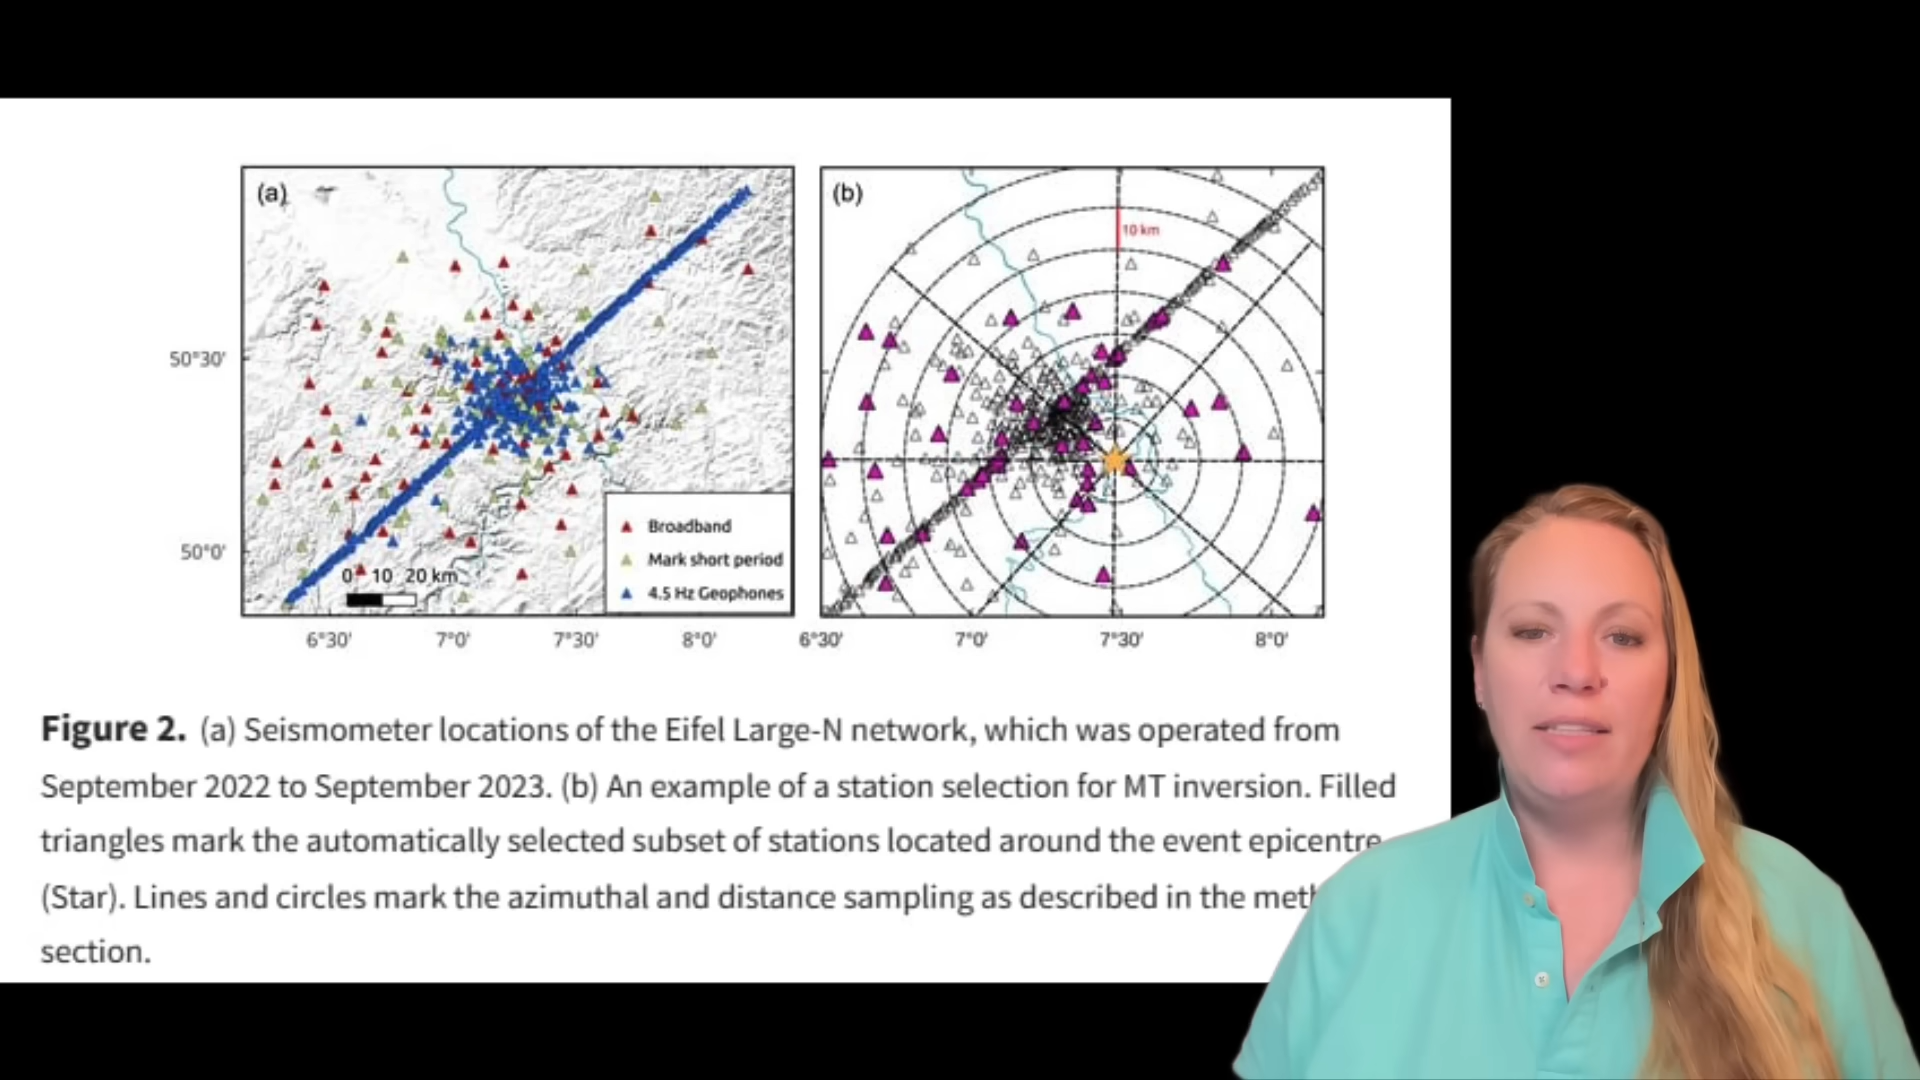 (a)
(b)
10 km
50°30'
50°0'
Broadband
Mark short period
4.5 Hz Geophones
0 10 20 km
6°30' 7°0' 7°30' 8°0'
6°30' 7°0' 7°30' 8°0'
Figure 2. (a) Seismometer locations of the Eifel Large-N network, which was operated from
September 2022 to September 2023. (b) An example of a station selection for MT inversion. Filled
triangles mark the automatically selected subset of stations located around the event epicentre
(Star). Lines and circles mark the azimuthal and distance sampling as described in the
section.